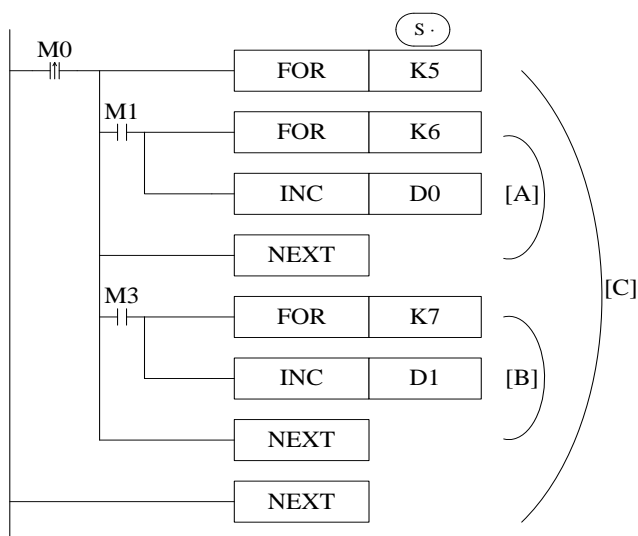 S ·
M0
FOR K5
M1
FOR K6
INC D0 [A]
NEXT
[C]
M3
FOR K7
INC D1 [B]
NEXT
NEXT